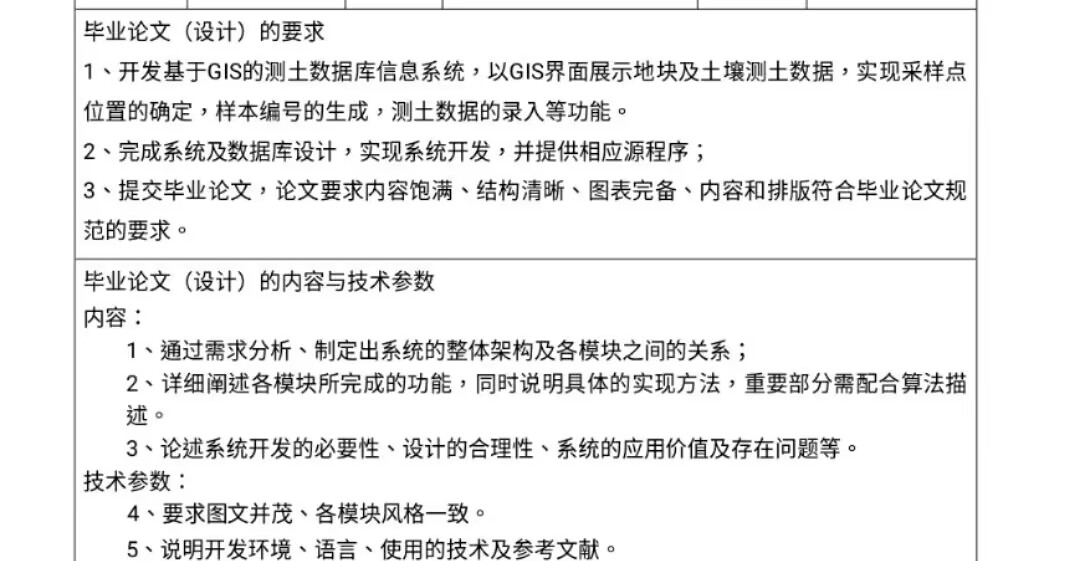 毕业论文（设计）的要求
1、开发基于GIS的测土数据库信息系统，以GIS界面展示地块及土壤测土数据，实现采样点
位置的确定，样本编号的生成，测土数据的录入等功能。
2、完成系统及数据库设计，实现系统开发，并提供相应源程序；
3、提交毕业论文，论文要求内容饱满、结构清晰、图表完备、内容和排版符合毕业论文规
范的要求。
毕业论文（设计）的内容与技术参数
内容：
1、通过需求分析、制定出系统的整体架构及各模块之间的关系；
2、详细阐述各模块所完成的功能，同时说明具体的实现方法，重要部分需配合算法描
述。
3、论述系统开发的必要性、设计的合理性、系统的应用价值及存在问题等。
技术参数：
4、要求图文并茂、各模块风格一致。
5、说明开发环境、语言、使用的技术及参考文献。